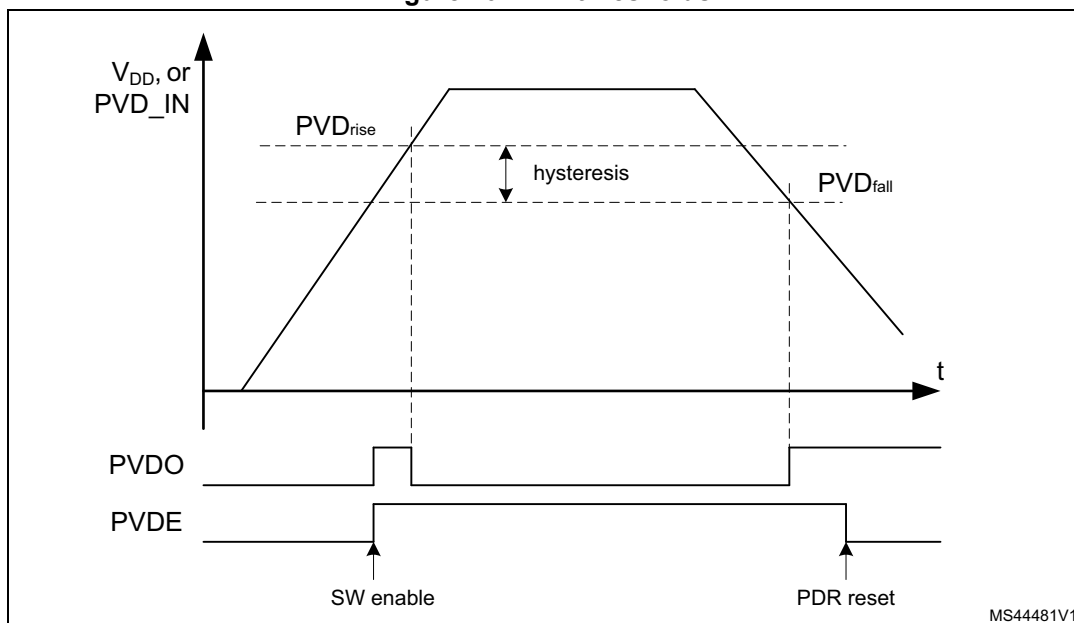 V_DD, or
PVD_IN
PVDrise
hysteresis
PVDfall
t
PVDO
PVDE
SW enable
PDR reset
MS44481V1